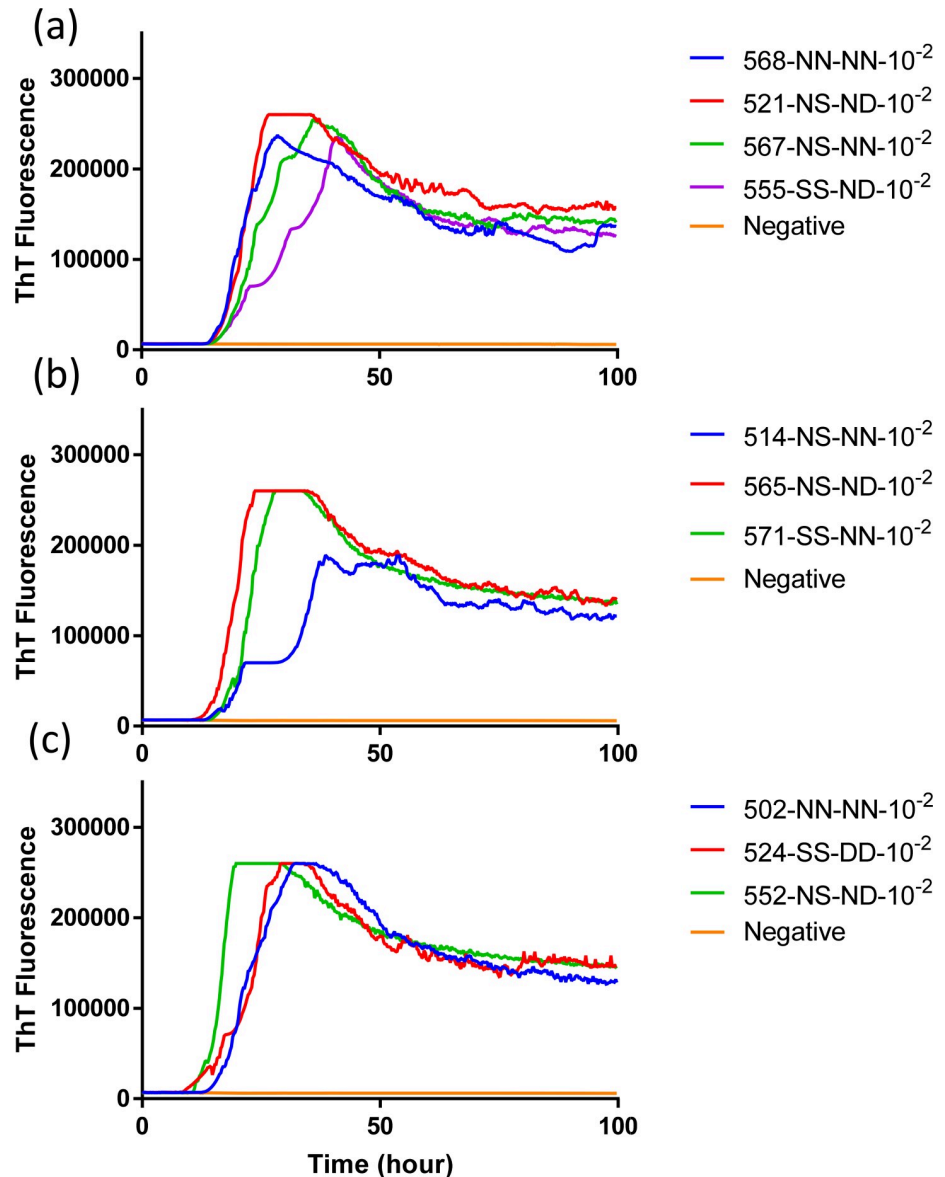 (a)
ThT Fluorescence
300000
200000
100000
0
0
50
100
568-NN-NN-10-2
521-NS-ND-10-2
567-NS-NN-10-2
555-SS-ND-10-2
Negative
(b)
ThT Fluorescence
300000
200000
100000
0
0
50
100
514-NS-NN-10-2
565-NS-ND-10-2
571-SS-NN-10-2
Negative
(c)
ThT Fluorescence
300000
200000
100000
0
0
50
100
Time (hour)
502-NN-NN-10-2
524-SS-DD-10-2
552-NS-ND-10-2
Negative